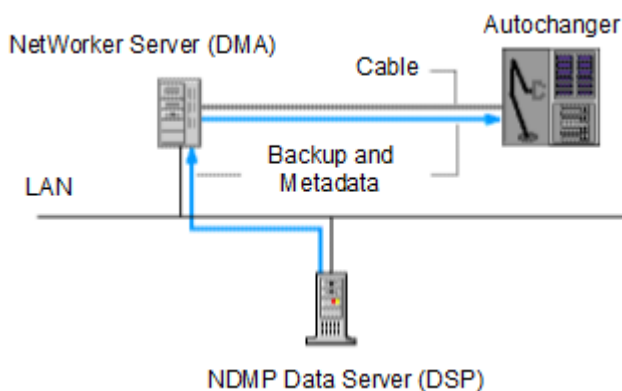 Autochanger
NetWorker Server (DMA)
Cable
Backup and
Metadata
LAN
NDMP Data Server (DSP)